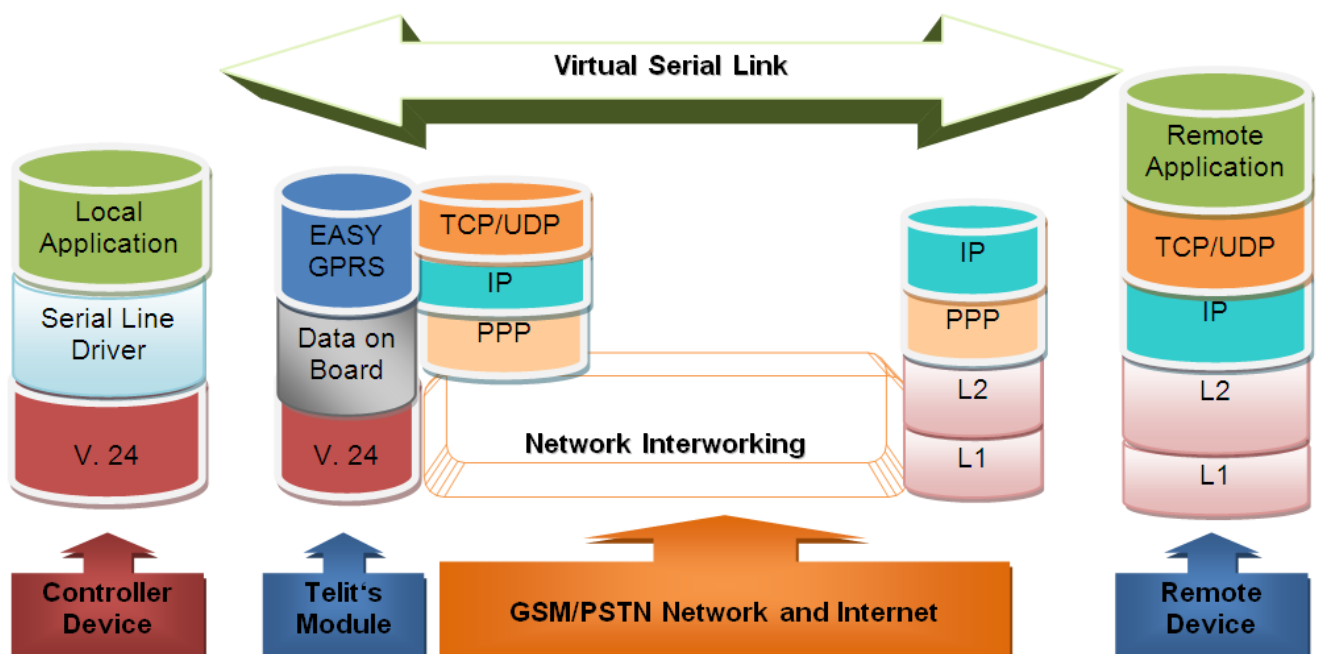 Virtual Serial Link
Local
Application
Serial Line
Driver
V. 24
EASY
GPRS
Data on
Board
V. 24
TCP/UDP
IP
PPP
Network Interworking
IP
PPP
L2
L1
Remote
Application
TCP/UDP
IP
L2
L1
Controller
Device
Telit‘s
Module
GSM/PSTN Network and Internet
Remote
Device